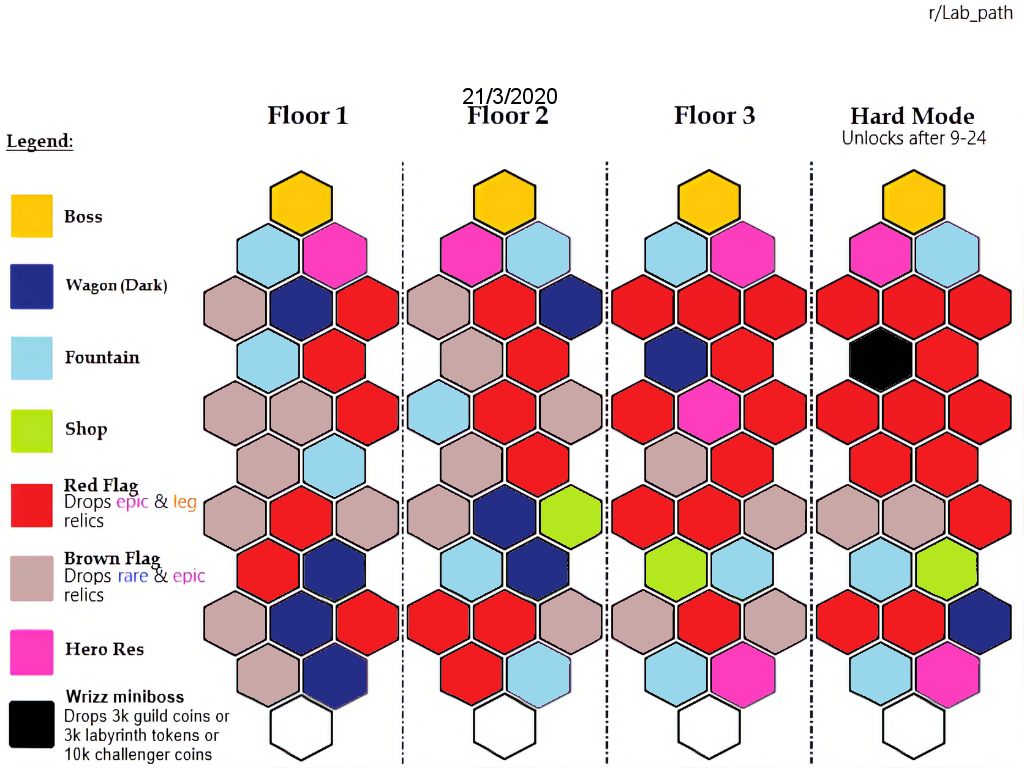 r/Lab_path
21/3/2020
Floor 1
Floor 2
Floor 3
Hard Mode
Unlocks after 9-24
Legend:
Boss
Wagon (Dark)
Fountain
Shop
Red Flag
Drops epic & leg
relics
Brown Flag
Drops rare & epic
relics
Hero Res
Wrizz miniboss
Drops 3k guild coins or
3k labyrinth tokens or
10k challenger coins